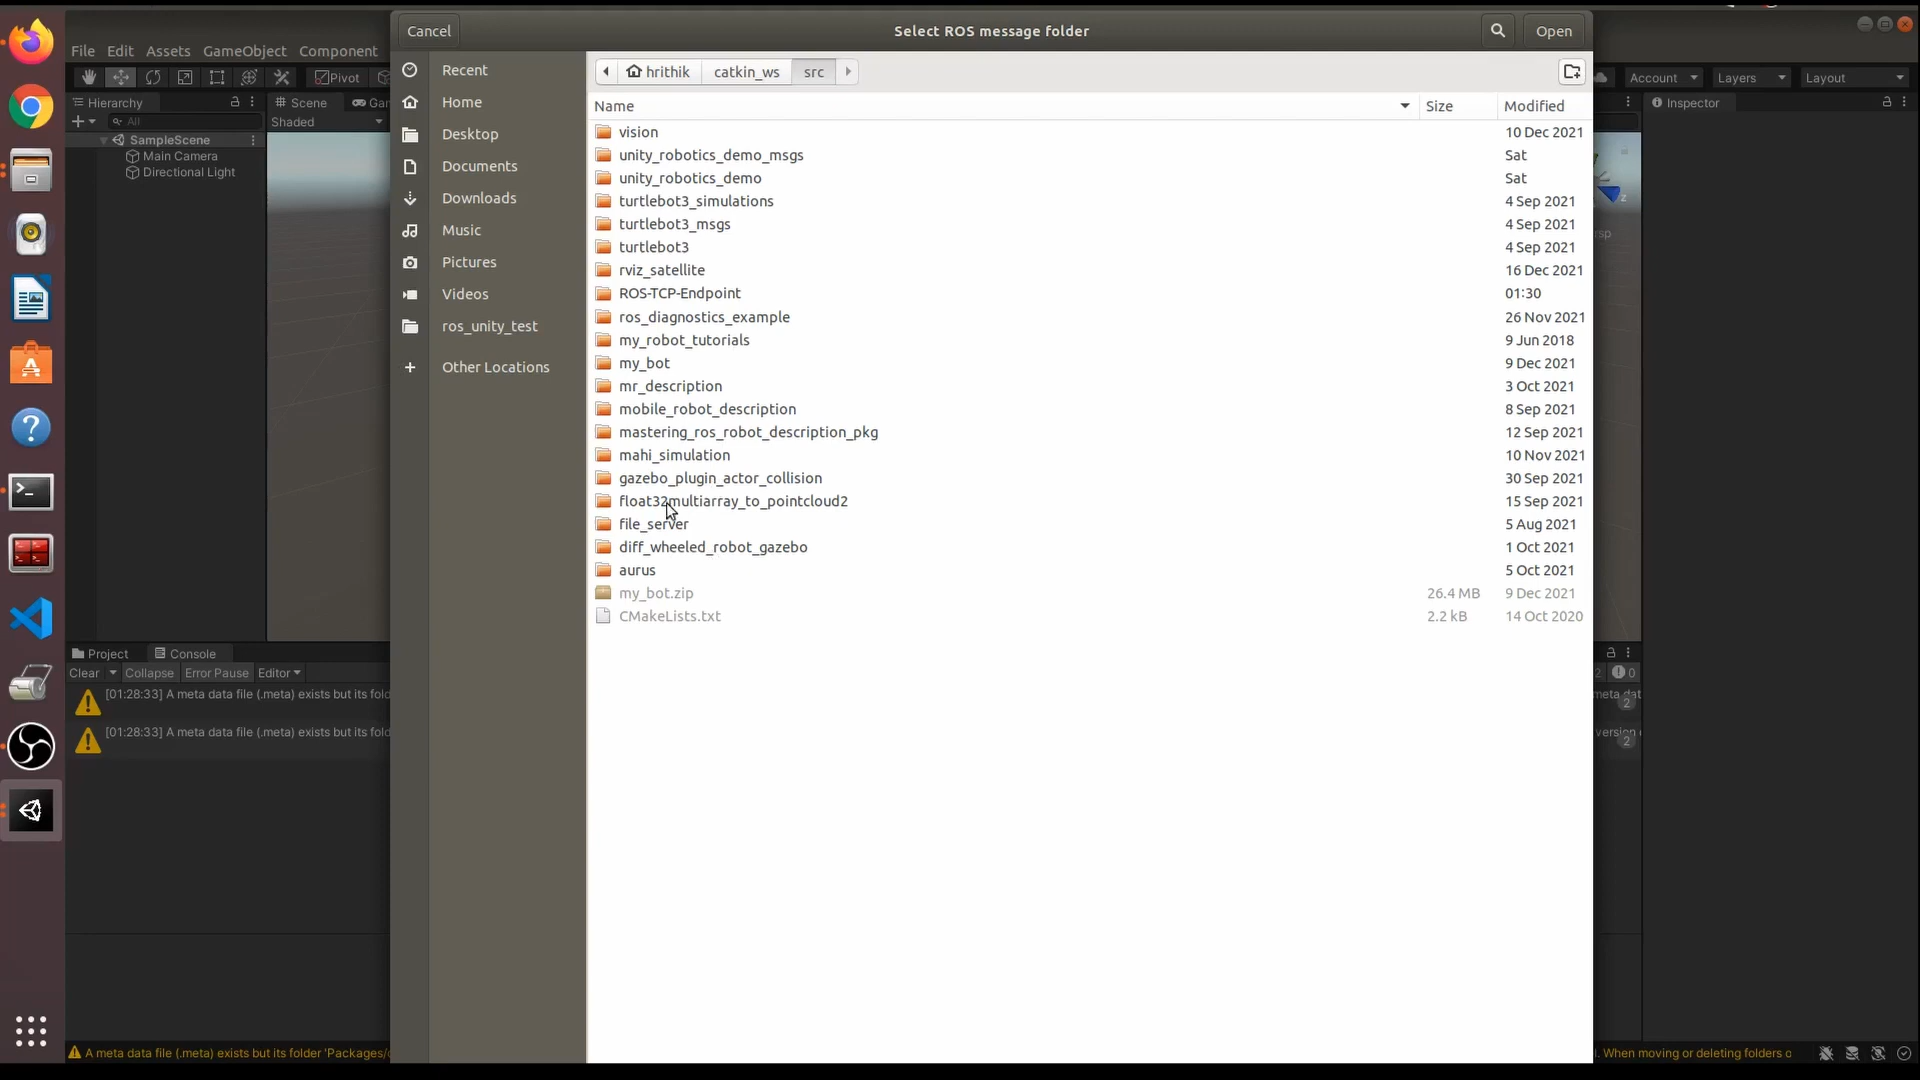 Cancel
Select ROS message folder
Open
File Edit Assets GameObject Component
Pivot
Account Layers Layout
Hierarchy
Scene
Shaded
All
SampleScene
Main Camera
Directional Light
Inspector
Recent
Home
Desktop
Documents
Downloads
Music
Pictures
Videos
ros_unity_test
Other Locations
hrithik catkin_ws src
Name Size Modified
vision 10 Dec 2021
unity_robotics_demo_msgs Sat
unity_robotics_demo Sat
turtlebot3_simulations 4 Sep 2021
turtlebot3_msgs 4 Sep 2021
turtlebot3 4 Sep 2021
rviz_satellite 16 Dec 2021
ROS-TCP-Endpoint 01:30
ros_diagnostics_example 26 Nov 2021
my_robot_tutorials 9 Jun 2018
my_bot 9 Dec 2021
mr_description 3 Oct 2021
mobile_robot_description 8 Sep 2021
mastering_ros_robot_description_pkg 12 Sep 2021
mahi_simulation 10 Nov 2021
gazebo_plugin_actor_collision 30 Sep 2021
float32multiarray_to_pointcloud2 15 Sep 2021
file_server 5 Aug 2021
diff_wheeled_robot_gazebo 1 Oct 2021
aurus 5 Oct 2021
my_bot.zip 26.4 MB 9 Dec 2021
CMakeLists.txt 2.2 kB 14 Oct 2020
Project Console
Clear Collapse Error Pause Editor
2 0
[01:28:33] A meta data file (.meta) exists but its
2
[01:28:33] A meta data file (.meta) exists but its
version
2
A meta data file (.meta) exists but its folder 'Packages/
. When moving or deleting folders o